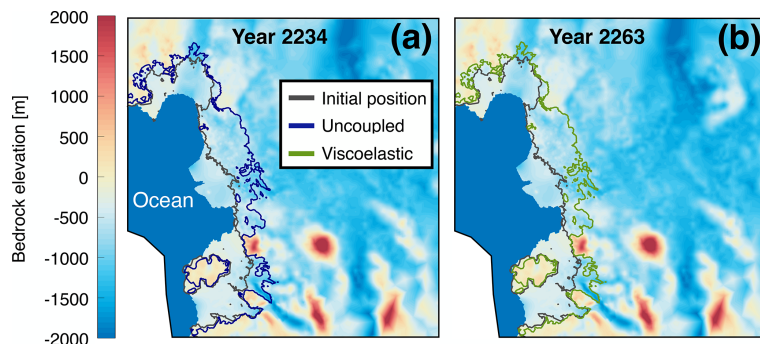 Bedrock elevation [m]
2000
1500
1000
500
0
-500
-1000
-1500
-2000
Year 2234
(a)
Ocean
Initial position
Uncoupled
Viscoelastic
Year 2263
(b)